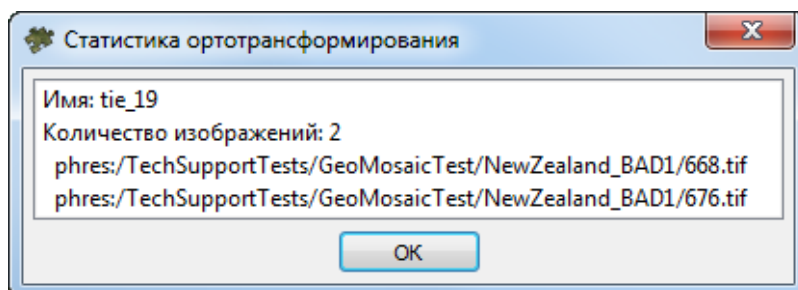 Статистика ортотрансформирования
Имя: tie_19
Количество изображений: 2
phres:/TechSupportTests/GeoMosaicTest/NewZealand_BAD1/668.tif
phres:/TechSupportTests/GeoMosaicTest/NewZealand_BAD1/676.tif
OK